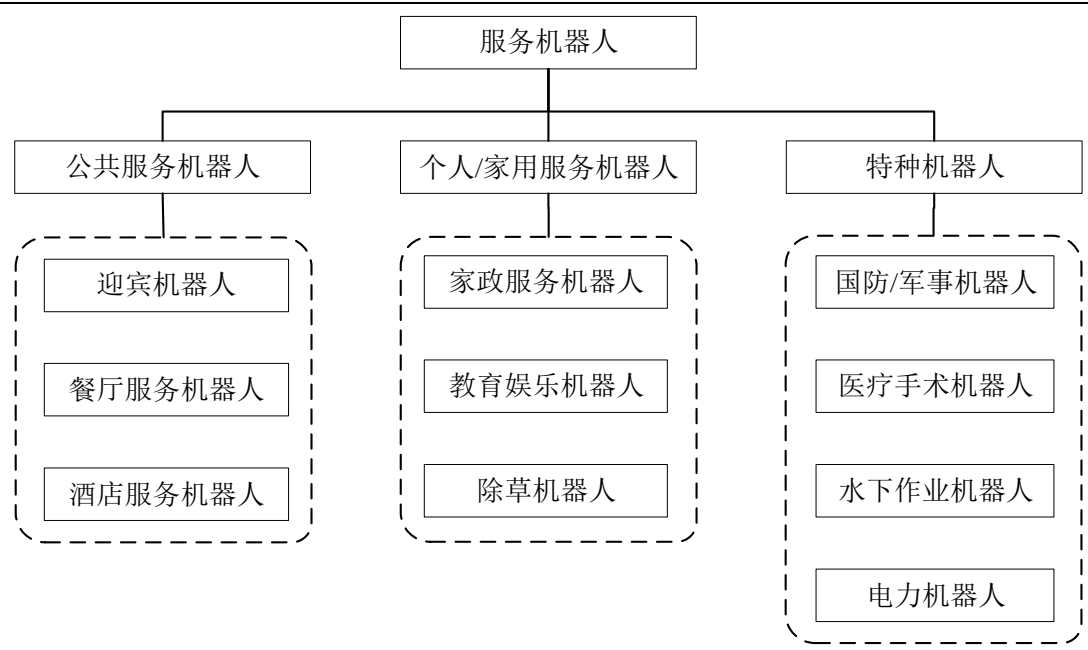 服务机器人
公共服务机器人
个人/家用服务机器人
特种机器人
迎宾机器人
餐厅服务机器人
酒店服务机器人
家政服务机器人
教育娱乐机器人
除草机器人
国防/军事机器人
医疗手术机器人
水下作业机器人
电力机器人